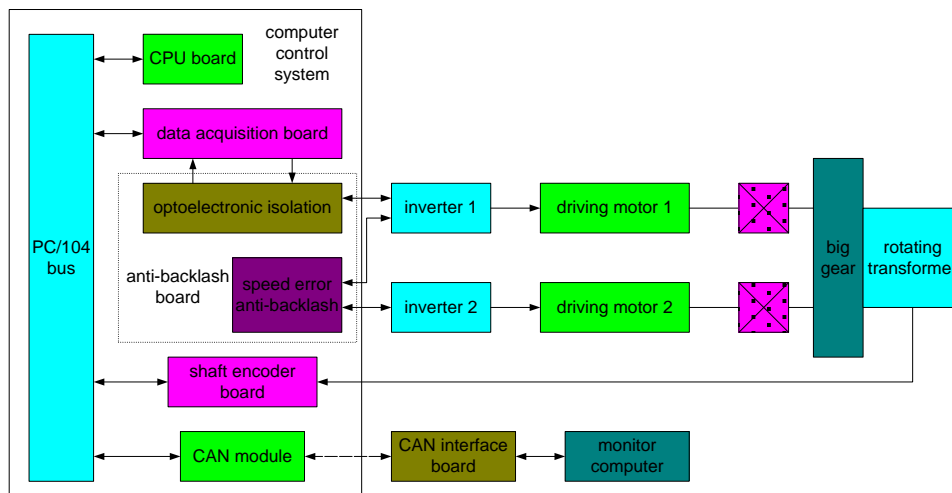 computer
control
system
CPU board
data acquisition board
optoelectronic isolation
inverter 1
driving motor 1
PC/104
bus
big
gear
rotating
transforme
anti-backlash
board
speed error
anti-backlash
inverter 2
driving motor 2
shaft encoder
board
CAN module
CAN interface
board
monitor
computer